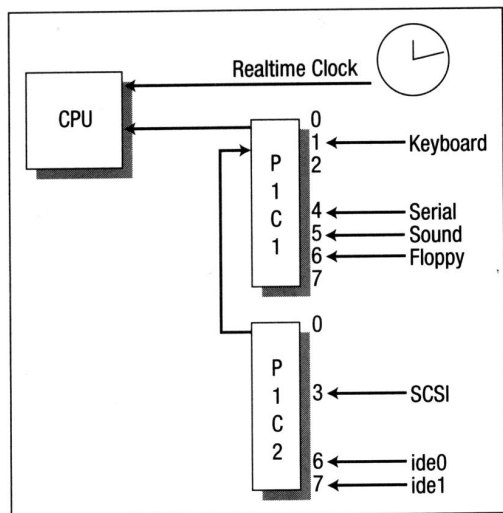 Realtime Clock
CPU
0
1 Keyboard
2
4 Serial
5 Sound
6 Floppy
7
P
1
C
1
0
3 SCSI
6 ide0
7 ide1
P
1
C
2